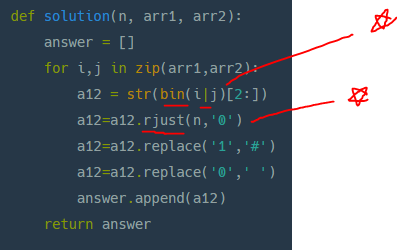 def solution(n, arr1, arr2):
    answer = []
    for i,j in zip(arr1,arr2):
        a12 = str(bin(i|j)[2:])
        a12=a12.rjust(n,'0')
        a12=a12.replace('1','#')
        a12=a12.replace('0',' ')
        answer.append(a12)
    return answer